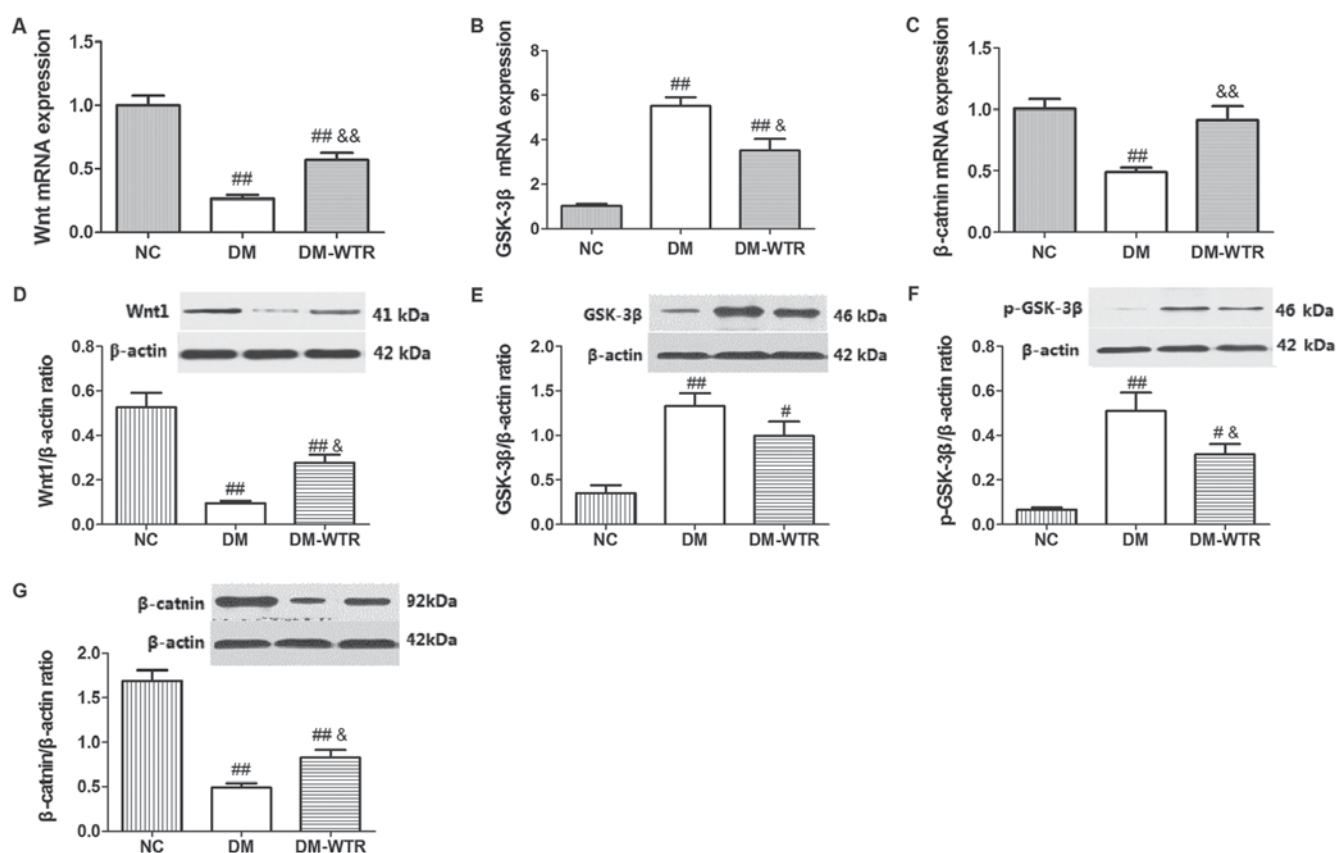 A
Wnt mRNA expression
1.5
1.0
0.5
0.0
##
## &&
NC DM DM-WTR
B
GSK-3β mRNA expression
8
6
4
2
0
##
## &
NC DM DM-WTR
C
β-catnin mRNA expression
1.5
1.0
0.5
0.0
##
&&
NC DM DM-WTR
D
Wnt1 41 kDa
β-actin 42 kDa
Wnt1/β-actin ratio
0.8
0.6
0.4
0.2
0.0
##
## &
NC DM DM-WTR
E
GSK-3β 46 kDa
β-actin 42 kDa
GSK-3β/β-actin ratio
2.0
1.5
1.0
0.5
0.0
##
#
NC DM DM-WTR
F
p-GSK-3β 46 kDa
β-actin 42 kDa
p-GSK-3β/β-actin ratio
0.8
0.6
0.4
0.2
0.0
##
# &
NC DM DM-WTR
G
β-catnin 92kDa
β-actin 42kDa
β-catnin/β-actin ratio
2.0
1.5
1.0
0.5
0.0
##
## &
NC DM DM-WTR